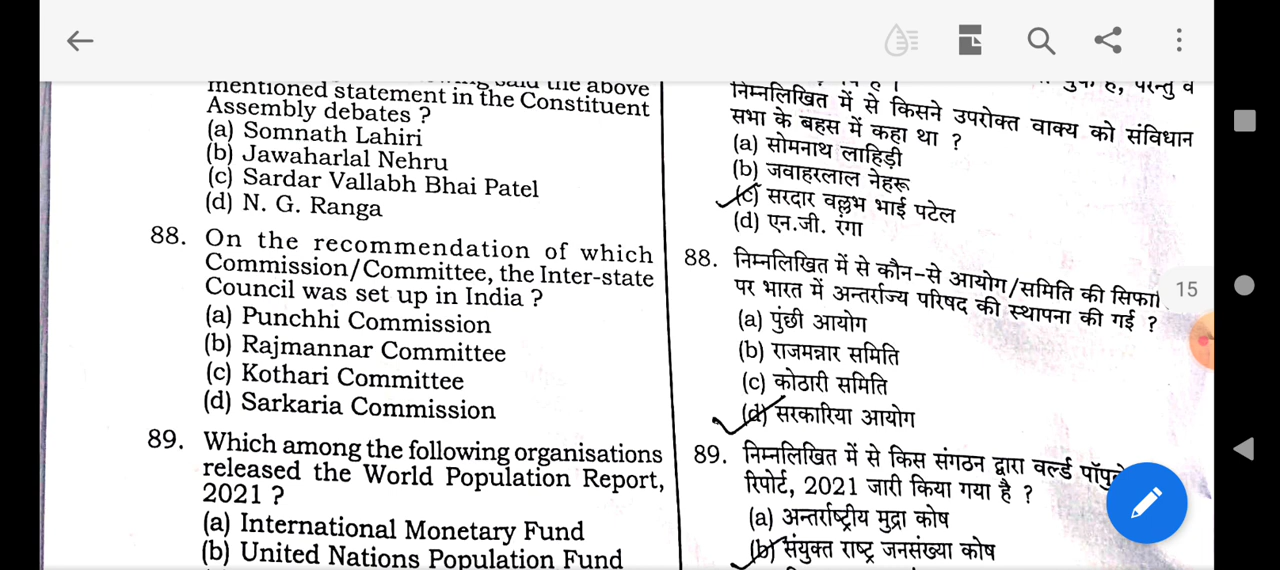 said the above
mentioned statement in the Constituent
Assembly debates ?
(a) Somnath Lahiri
(b) Jawaharlal Nehru
(c) Sardar Vallabh Bhai Patel
(d) N. G. Ranga
88. On the recommendation of which
Commission/Committee, the Inter-state
Council was set up in India ?
(a) Punchhi Commission
(b) Rajmannar Committee
(c) Kothari Committee
(d) Sarkaria Commission
89. Which among the following organisations
released the World Population Report,
2021 ?
(a) International Monetary Fund
(b) United Nations Population Fund
परन्तु व
निम्नलिखित में से किसने उपरोक्त वाक्य को संविधान
सभा के बहस में कहा था ?
(a) सोमनाथ लाहिड़ी
(b) जवाहरलाल नेहरू
(c) सरदार वल्लभ भाई पटेल
(d) एन.जी. रंगा
88. निम्नलिखित में से कौन-से आयोग/समिति की सिफा
पर भारत में अन्तर्राज्य परिषद की स्थापना की गई ?
(a) पुंछी आयोग
(b) राजमन्नार समिति
(c) कोठारी समिति
(d) सरकारिया आयोग
89. निम्नलिखित में से किस संगठन द्वारा वर्ल्ड पॉपु
रिपोर्ट, 2021 जारी किया गया है ?
(a) अन्तर्राष्ट्रीय मुद्रा कोष
(b) संयुक्त राष्ट्र जनसंख्या कोष
15